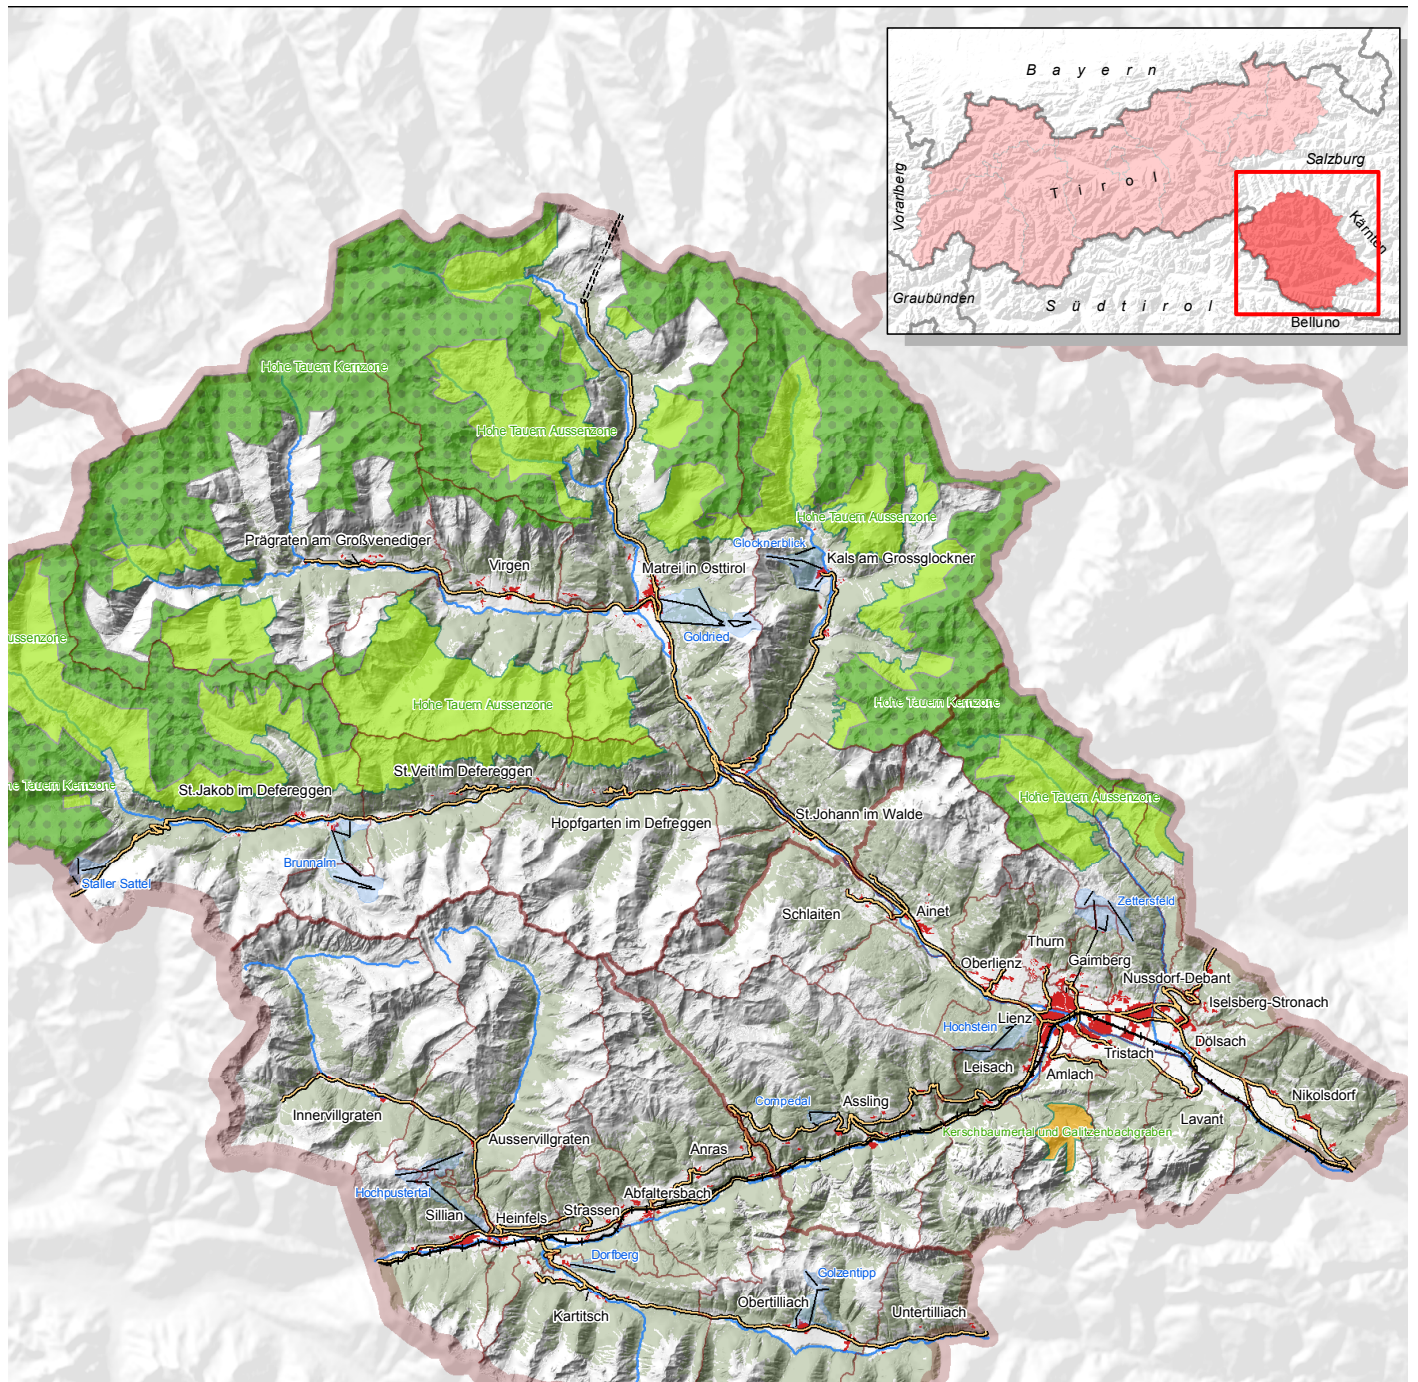 Bayern
Salzburg
Vorarlberg
Tirol
Kärnten
Graubünden
Südtirol
Belluno
Hohe Tauern Kernzone
Hohe Tauern Aussenzone
Hohe Tauern Aussenzone
Prägraten am Großvenediger
Glocknerblick
Kals am Grossglockner
Virgen
Matrei in Osttirol
Goldried
ussenzone
Hohe Tauern Aussenzone
Hohe Tauern Kernzone
St.Veit im Defereggen
he Tauern Kernzone
St.Jakob im Defereggen
Hohe Tauern Aussenzone
Hopfgarten im Defreggen
St.Johann im Walde
Brunnalm
Staller Sattel
Zettersfeld
Schlaiten
Ainet
Thurn
Oberlienz
Gaimberg
Nussdorf-Debant
Iselsberg-Stronach
Lienz
Hochstein
Dölsach
Tristach
Leisach
Amlach
Nikolsdorf
Compedal
Assling
Innervillgraten
Lavant
Ausservillgraten
Kerschbaumertal und Galitzenbachgraben
Anras
Hochpustertal
Abfaltersbach
Sillian
Heinfels
Strassen
Dorfberg
Golzentipp
Obertilliach
Untertilliach
Kartitsch